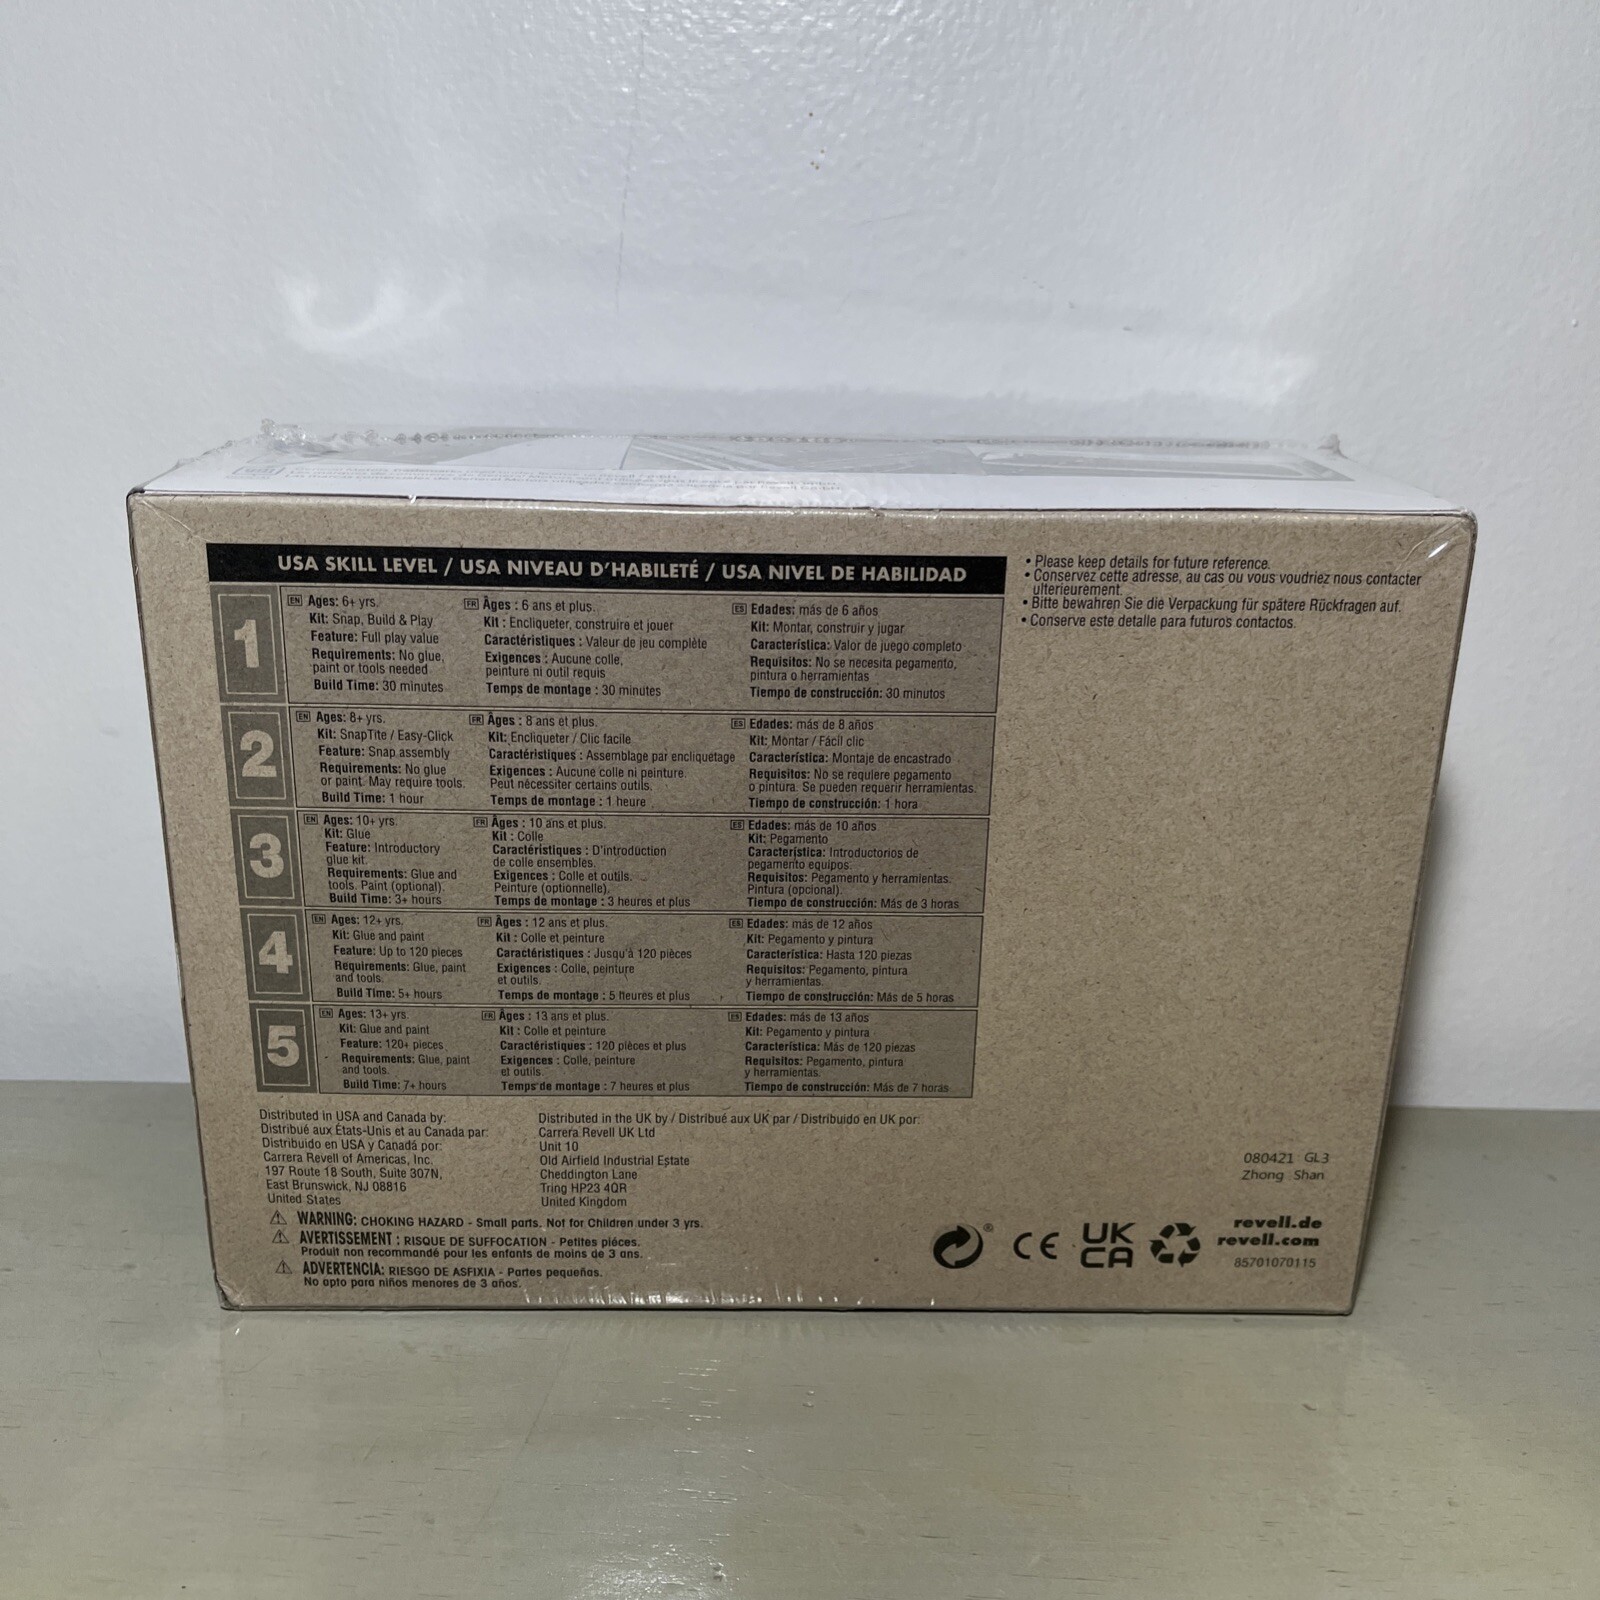 USA SKILL LEVEL / USA NIVEAU D'HABILETÉ / USA NIVEL DE HABILIDAD
1
EN Ages: 6+ yrs.
Kit: Snap, Build & Play
Feature: Full play value
Requirements: No glue,
paint or tools needed
Build Time: 30 minutes
FR Âges : 6 ans et plus.
Kit : Encliqueter, construire et jouer
Caractéristiques : Valeur de jeu complète
Exigences : Aucune colle,
peinture ni outil requis
Temps de montage : 30 minutes
ES Edades: más de 6 años
Kit: Montar, construir y jugar
Característica: Valor de juego completo
Requisitos: No se necesita pegamento,
pintura o herramientas
Tiempo de construcción: 30 minutos
2
EN Ages: 8+ yrs.
Kit: SnapTite / Easy-Click
Feature: Snap assembly
Requirements: No glue
or paint. May require tools.
Build Time: 1 hour
FR Âges : 8 ans et plus.
Kit: Encliqueter / Clic facile
Caractéristiques : Assemblage par encliquetage
Exigences : Aucune colle ni peinture.
Peut nécessiter certains outils.
Temps de montage : 1 heure
ES Edades: más de 8 años
Kit: Montar / Fácil clic
Característica: Montaje de encastrado
Requisitos: No se requiere pegamento
o pintura. Se pueden requerir herramientas.
Tiempo de construcción: 1 hora
3
EN Ages: 10+ yrs.
Kit: Glue
Feature: Introductory
glue kit.
Requirements: Glue and
tools. Paint (optional).
Build Time: 3+ hours
FR Âges : 10 ans et plus.
Kit : Colle
Caractéristiques : D'introduction
de colle ensembles.
Exigences : Colle et outils.
Peinture (optionnelle).
Temps de montage : 3 heures et plus
ES Edades: más de 10 años
Kit: Pegamento
Característica: Introductorios de
pegamento equipos.
Requisitos: Pegamento y herramientas.
Pintura (opcional).
Tiempo de construcción: Más de 3 horas
4
EN Ages: 12+ yrs.
Kit: Glue and paint
Feature: Up to 120 pieces
Requirements: Glue, paint
and tools.
Build Time: 5+ hours
FR Âges : 12 ans et plus.
Kit : Colle et peinture
Caractéristiques : Jusqu'à 120 pièces
Exigences : Colle, peinture
et outils.
Temps de montage : 5 heures et plus
ES Edades: más de 12 años
Kit: Pegamento y pintura
Característica: Hasta 120 piezas
Requisitos: Pegamento, pintura
y herramientas.
Tiempo de construcción: Más de 5 horas
5
EN Ages: 13+ yrs.
Kit: Glue and paint
Feature: 120+ pieces
Requirements: Glue, paint
and tools.
Build Time: 7+ hours
FR Âges : 13 ans et plus.
Kit : Colle et peinture
Caractéristiques : 120 pièces et plus
Exigences : Colle, peinture
et outils.
Temps de montage : 7 heures et plus
ES Edades: más de 13 años
Kit: Pegamento y pintura
Característica: Más de 120 piezas
Requisitos: Pegamento, pintura
y herramientas.
Tiempo de construcción: Más de 7 horas
• Please keep details for future reference.
• Conservez cette adresse, au cas ou vous voudriez nous contacter
ulterieurement.
• Bitte bewahren Sie die Verpackung für spätere Rückfragen auf.
• Conserve este detalle para futuros contactos.
Distributed in USA and Canada by:
Distribué aux États-Unis et au Canada par:
Distribuido en USA y Canadá por:
Carrera Revell of Americas, Inc.
197 Route 18 South, Suite 307N,
East Brunswick, NJ 08816
United States
Distributed in the UK by / Distribué aux UK par / Distribuido en UK por:
Carrera Revell UK Ltd
Unit 10
Old Airfield Industrial Estate
Cheddington Lane
Tring HP23 4QR
United Kingdom
WARNING: CHOKING HAZARD - Small parts. Not for Children under 3 yrs.
AVERTISSEMENT : RISQUE DE SUFFOCATION - Petites piéces.
Produit non recommandé pour les enfants de moins de 3 ans.
ADVERTENCIA: RIESGO DE ASFIXIA - Partes pequeñas.
No apto para niños menores de 3 años.
080421 GL3
Zhong Shan
® CE UK
CA
revell.de
revell.com
85701070115